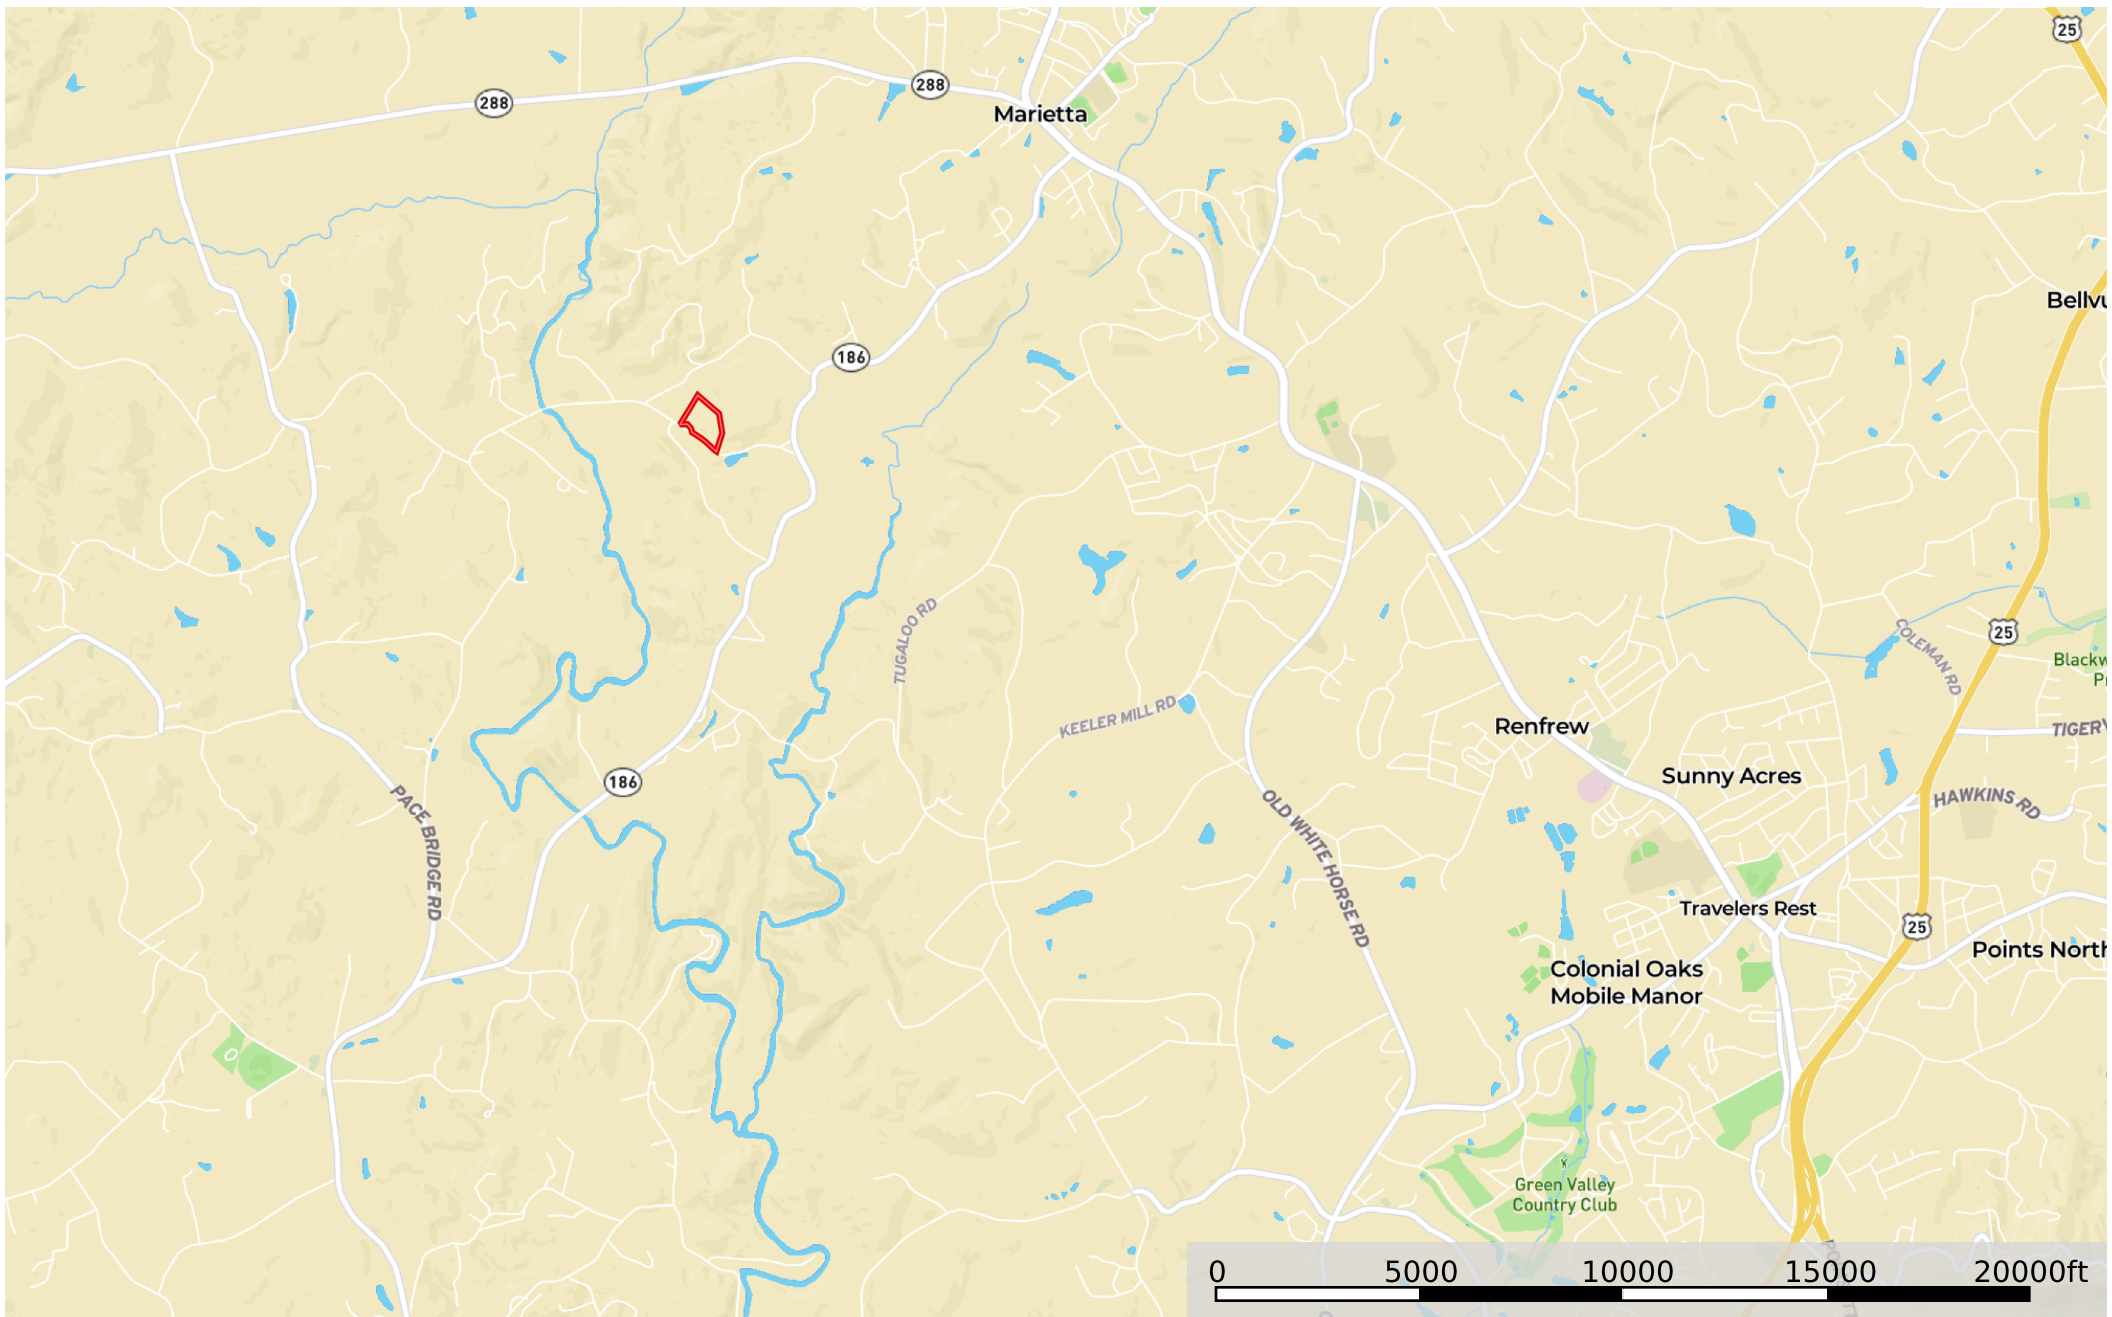 25
288
288
Marietta
Bellvu
186
TUGALOO RD
COLEMAN RD
25
Blackw
Pr
KEELER MILL RD
Renfrew
TIGERV
Sunny Acres
186
PACE BRIDGE RD
OLD WHITE HORSE RD
HAWKINS RD
Travelers Rest
25
Points North
Colonial Oaks
Mobile Manor
Green Valley
Country Club
0 5000 10000 15000 20000ft